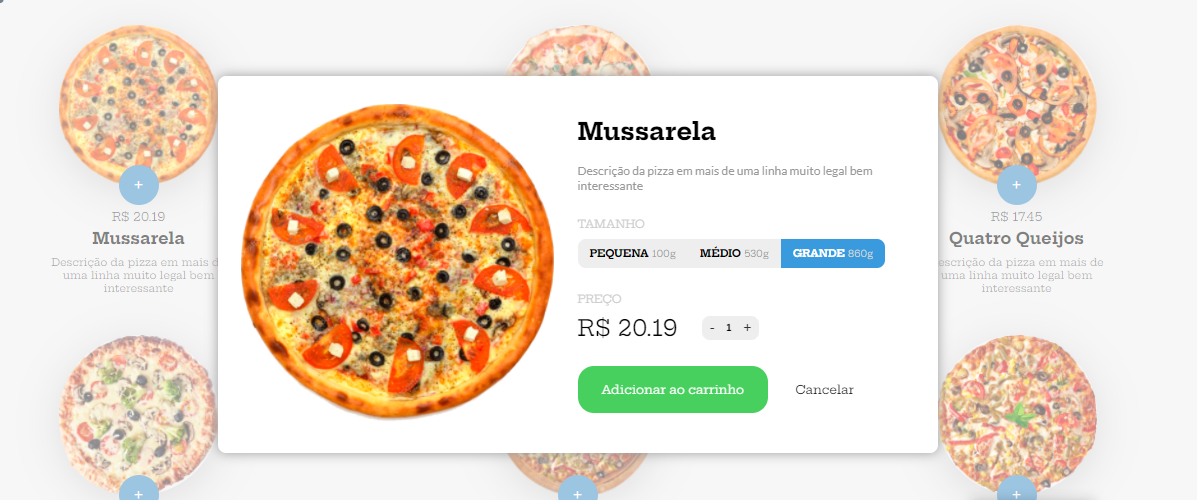 Mussarela
Descrição da pizza em mais de uma linha muito legal bem
interessante
TAMANHO
PEQUENA 100g MÉDIO 530g GRANDE 860g
PREÇO
R$ 20.19 - 1 +
Adicionar ao carrinho Cancelar
+
R$ 20.19
Mussarela
Descrição da pizza em mais
uma linha muito legal bem
interessante
+
R$ 17.45
Quatro Queijos
da pizza em mais de
uma linha muito legal bem
interessante
+
+
+